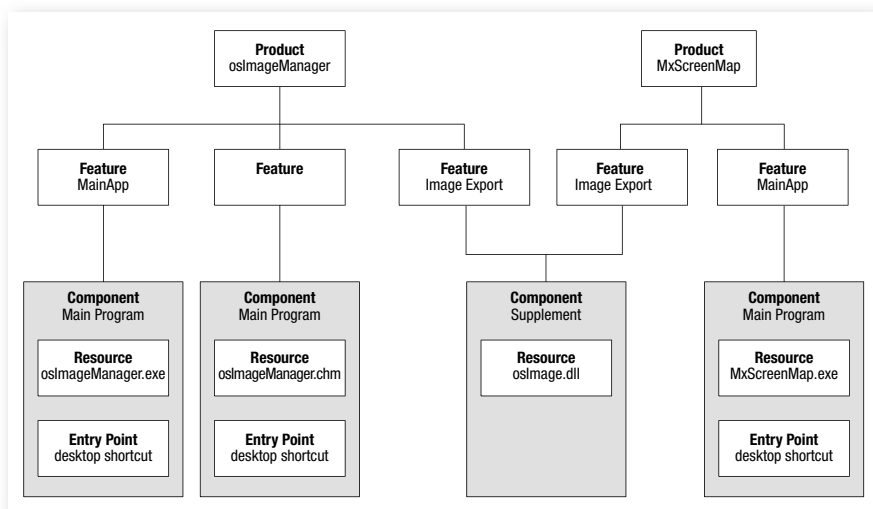 Product
osImageManager
Product
MxScreenMap
Feature
MainApp
Feature
Feature
Image Export
Feature
Image Export
Feature
MainApp
Component
Main Program
Resource
osImageManager.exe
Entry Point
desktop shortcut
Component
Main Program
Resource
osImageManager.chm
Entry Point
desktop shortcut
Component
Supplement
Resource
osImage.dll
Component
Main Program
Resource
MxScreenMap.exe
Entry Point
desktop shortcut